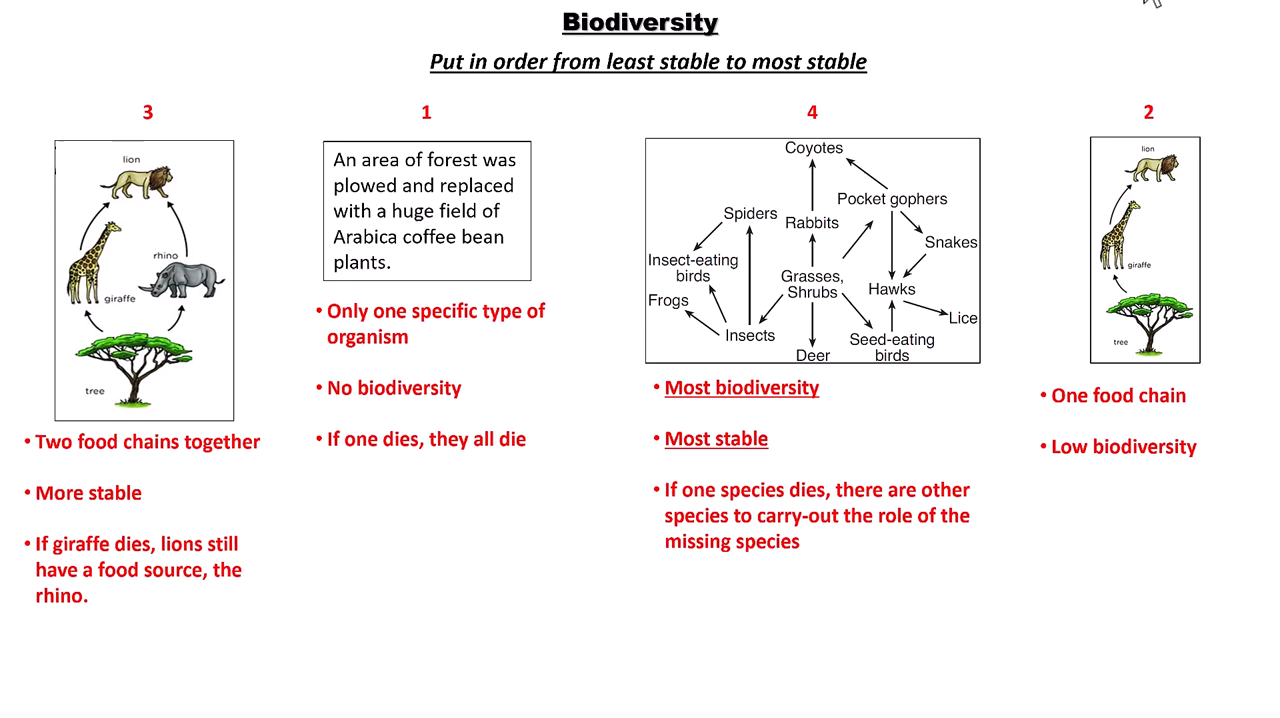 Biodiversity
Put in order from least stable to most stable
3
lion
rhino
giraffe
tree
• Two food chains together
• More stable
• If giraffe dies, lions still
have a food source, the
rhino.
1
An area of forest was
plowed and replaced
with a huge field of
Arabica coffee bean
plants.
• Only one specific type of
organism
• No biodiversity
• If one dies, they all die
4
Coyotes
Pocket gophers
Spiders
Rabbits
Snakes
Insect-eating
birds
Grasses,
Shrubs
Hawks
Frogs
Lice
Insects
Seed-eating
birds
Deer
• Most biodiversity
• Most stable
• If one species dies, there are other
species to carry-out the role of the
missing species
2
lion
giraffe
tree
• One food chain
• Low biodiversity